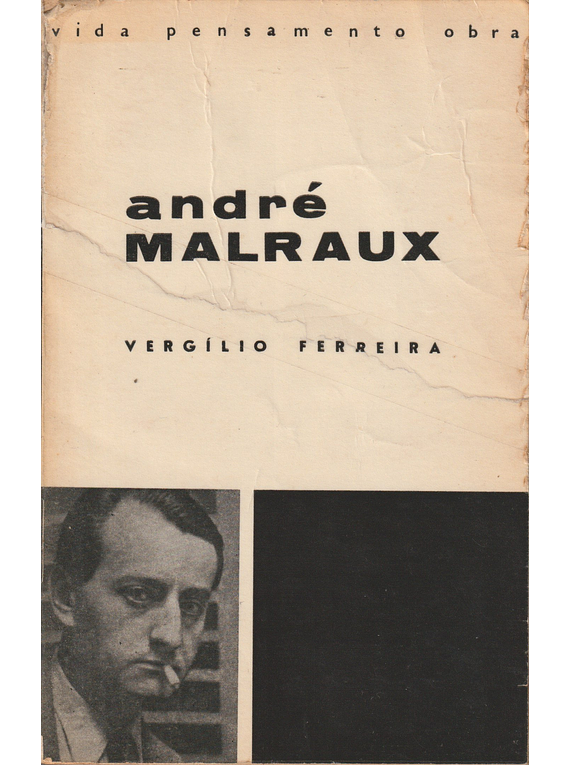 vida pensamento obra
andré
MALRAUX
VERGÍLIO FERREIRA